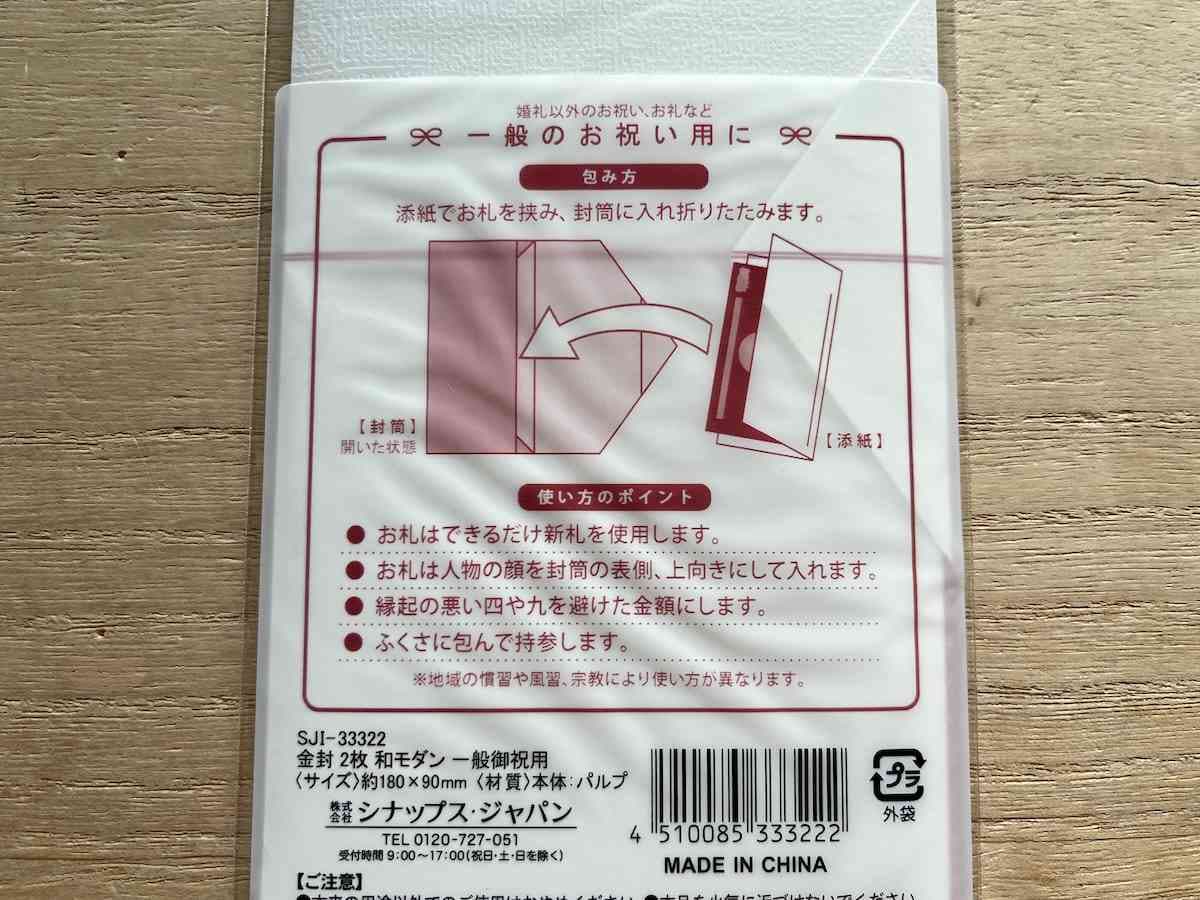 婚礼以外のお祝い、お礼など
一般のお祝い用に
包み方
添紙でお札を挟み、封筒に入れ折りたたみます。
【封筒】
開いた状態
【添紙】
使い方のポイント
● お札はできるだけ新札を使用します。
● お札は人物の顔を封筒の表側、上向きにして入れます。
● 縁起の悪い四や九を避けた金額にします。
● ふくさに包んで持参します。
※地域の慣習や風習、宗教により使い方が異なります。
SJI-33322
金封 2枚 和モダン 一般御祝用
〈サイズ〉約180×90mm 〈材質〉本体：パルプ
株式会社 シナップス・ジャパン
TEL 0120-727-051
受付時間 9:00〜17:00(祝日・土・日を除く)
4 510085 333222
MADE IN CHINA
プラ
外袋
【ご注意】